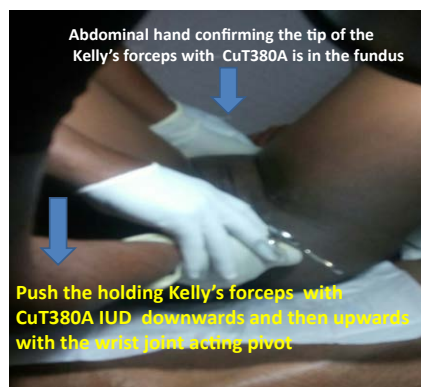 Abdominal hand confirming the tip of the
Kelly's forceps with CuT380A is in the fundus
Push the holding Kelly's forceps with
CuT380A IUD downwards and then upwards
with the wrist joint acting pivot